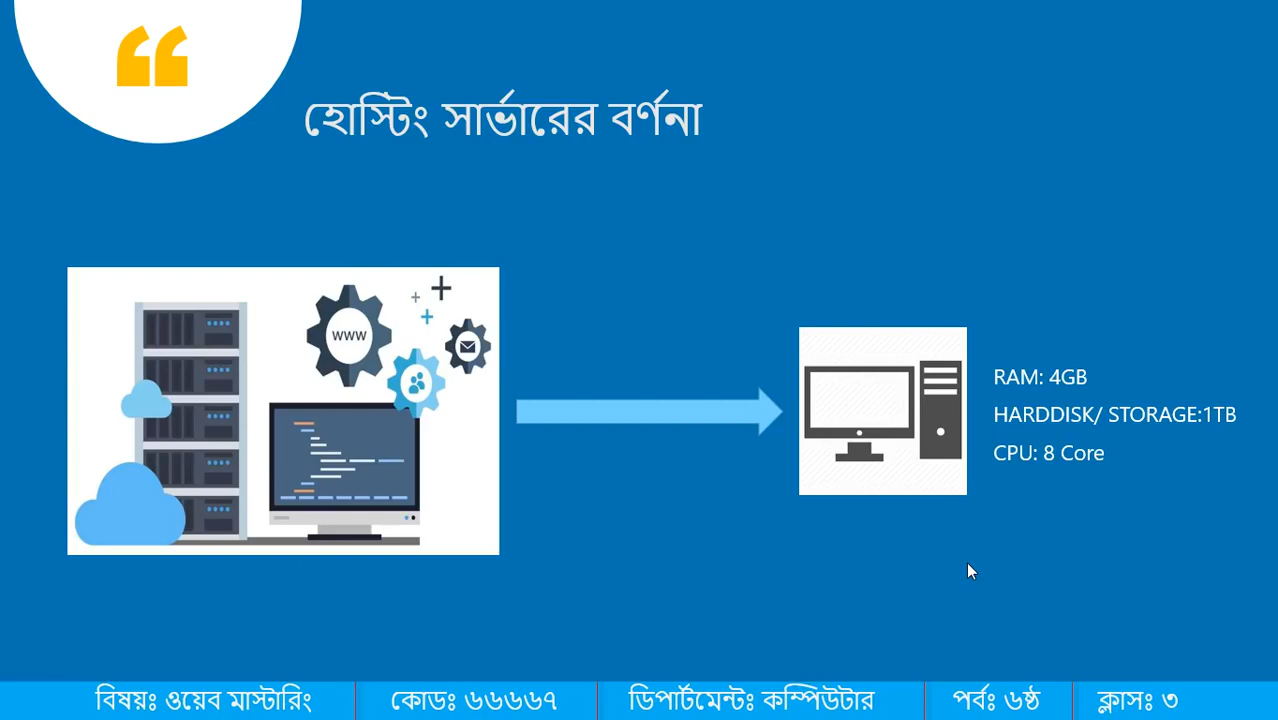 হোস্টিং সার্ভারের বর্ণনা
WWW
RAM: 4GB
HARDDISK/ STORAGE:1TB
CPU: 8 Core
বিষয়ঃ ওয়েব মাস্টারিং
কোডঃ ৬৬৬৬৭
ডিপার্টমেন্টঃ কম্পিউটার
পর্বঃ ৬ষ্ঠ
ক্লাসঃ ৩